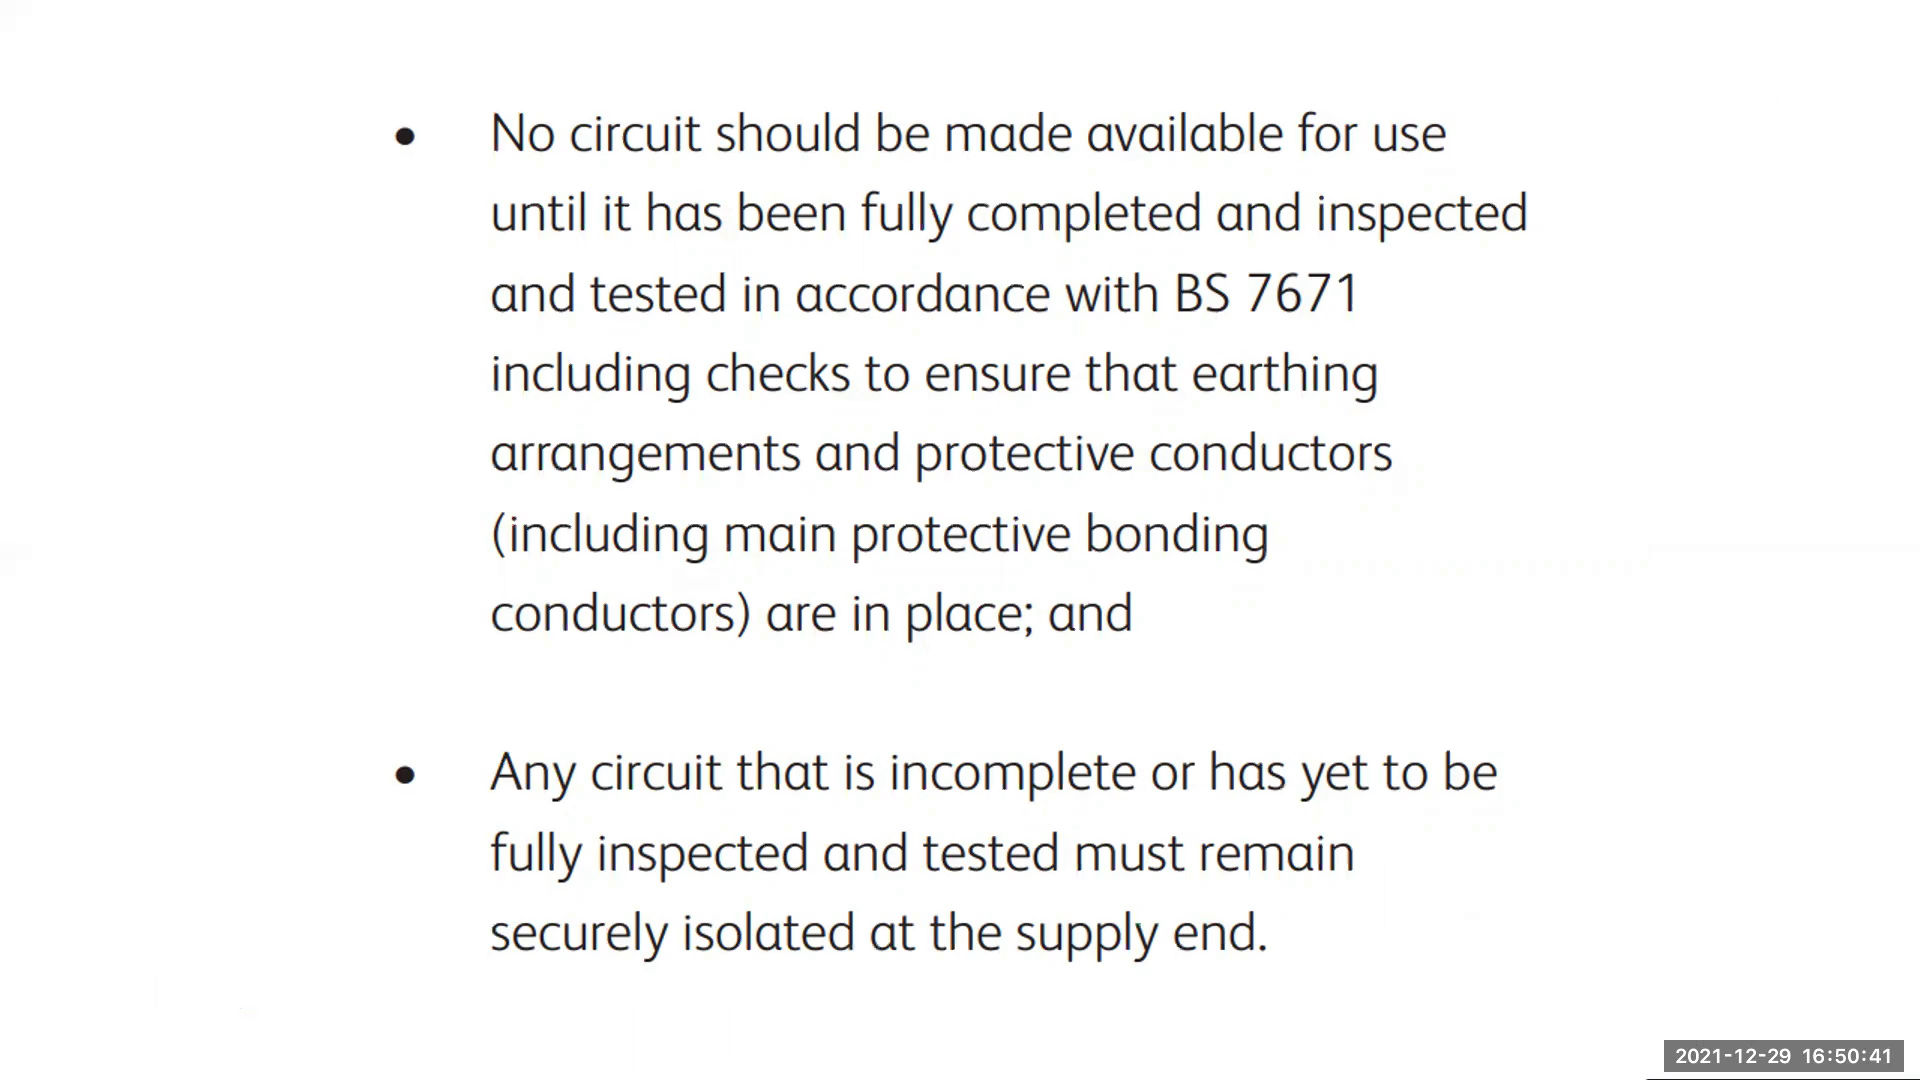 • No circuit should be made available for use
until it has been fully completed and inspected
and tested in accordance with BS 7671
including checks to ensure that earthing
arrangements and protective conductors
(including main protective bonding
conductors) are in place; and
• Any circuit that is incomplete or has yet to be
fully inspected and tested must remain
securely isolated at the supply end.
2021-12-29 16:50:41